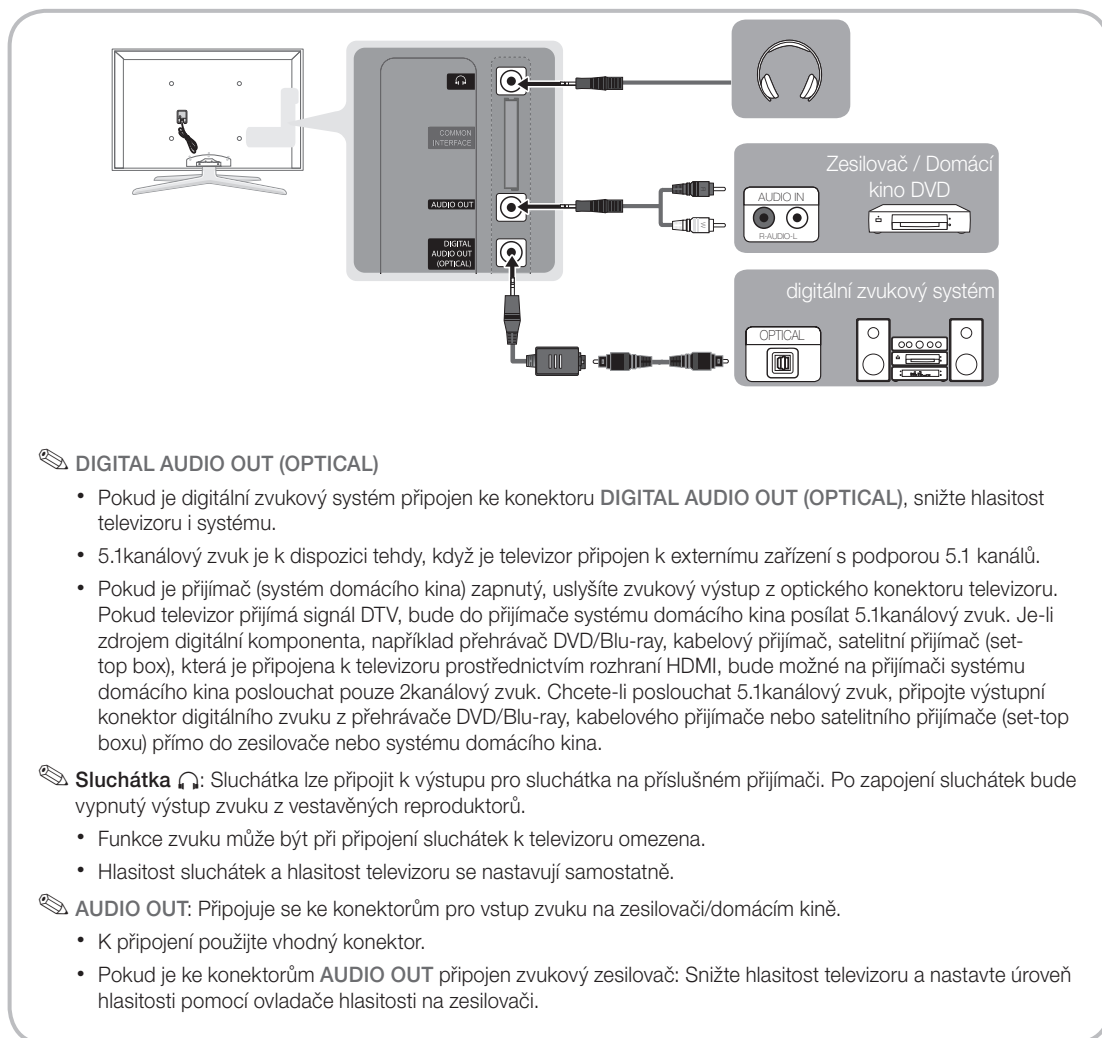 COMMON
INTERFACE
AUDIO OUT
DIGITAL
AUDIO OUT
(OPTICAL)
Zesilovač / Domácí
kino DVD
AUDIO IN
R-AUDIO-L
R
W
digitální zvukový systém
OPTICAL
DIGITAL AUDIO OUT (OPTICAL)
• Pokud je digitální zvukový systém připojen ke konektoru DIGITAL AUDIO OUT (OPTICAL), snižte hlasitost
televizoru i systému.
• 5.1kanálový zvuk je k dispozici tehdy, když je televizor připojen k externímu zařízení s podporou 5.1 kanálů.
• Pokud je přijímač (systém domácího kina) zapnutý, uslyšíte zvukový výstup z optického konektoru televizoru.
Pokud televizor přijímá signál DTV, bude do přijímače systému domácího kina posílat 5.1kanálový zvuk. Je-li
zdrojem digitální komponenta, například přehrávač DVD/Blu-ray, kabelový přijímač, satelitní přijímač (set-
top box), která je připojena k televizoru prostřednictvím rozhraní HDMI, bude možné na přijímači systému
domácího kina poslouchat pouze 2kanálový zvuk. Chcete-li poslouchat 5.1kanálový zvuk, připojte výstupní
konektor digitálního zvuku z přehrávače DVD/Blu-ray, kabelového přijímače nebo satelitního přijímače (set-top
boxu) přímo do zesilovače nebo systému domácího kina.
Sluchátka : Sluchátka lze připojit k výstupu pro sluchátka na příslušném přijímači. Po zapojení sluchátek bude
vypnutý výstup zvuku z vestavěných reproduktorů.
• Funkce zvuku může být při připojení sluchátek k televizoru omezena.
• Hlasitost sluchátek a hlasitost televizoru se nastavují samostatně.
AUDIO OUT: Připojuje se ke konektorům pro vstup zvuku na zesilovači/domácím kině.
• K připojení použijte vhodný konektor.
• Pokud je ke konektorům AUDIO OUT připojen zvukový zesilovač: Snižte hlasitost televizoru a nastavte úroveň
hlasitosti pomocí ovladače hlasitosti na zesilovači.